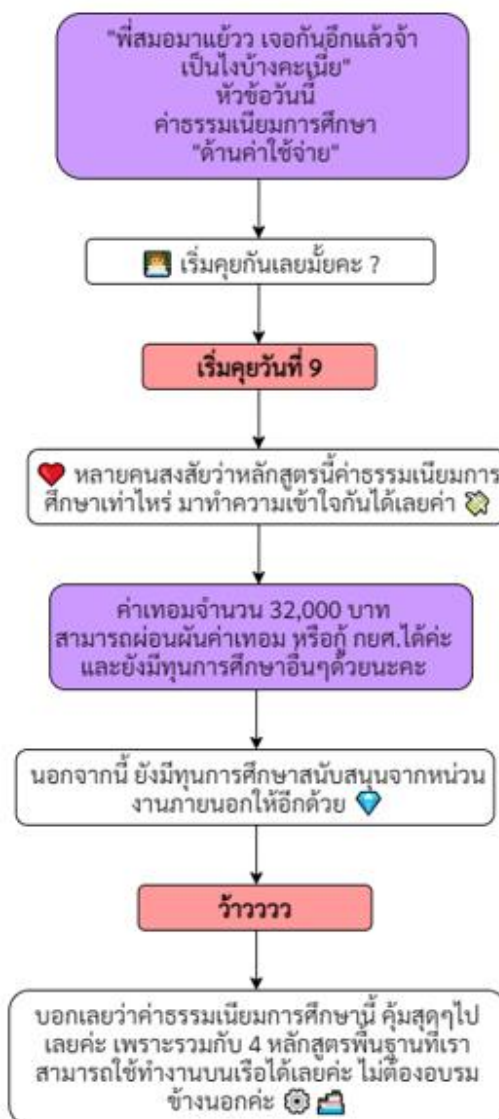 "พี่สมอมาแย้วว เจอกันอีกแล้วจ้า
เป็นไงบ้างคะเนี่ย"
หัวข้อวันนี้
ค่าธรรมเนียมการศึกษา
"ด้านค่าใช้จ่าย"
เริ่มคุยกันเลยมั้ยคะ ?
เริ่มคุยวันที่ 9
หลายคนสงสัยว่าหลักสูตรนี้ค่าธรรมเนียมการ
ศึกษาเท่าไหร่ มาทำความเข้าใจกันได้เลยค่า
ค่าเทอมจำนวน 32,000 บาท
สามารถผ่อนผันค่าเทอม หรือกู้ กยศ.ได้ค่ะ
และยังมีทุนการศึกษาอื่นๆด้วยนะคะ
นอกจากนี้ ยังมีทุนการศึกษาสนับสนุนจากหน่วย
งานภายนอกให้อีกด้วย
ว้าวววว
บอกเลยว่าค่าธรรมเนียมการศึกษานี้ คุ้มสุดๆไป
เลยค่ะ เพราะรวมกับ 4 หลักสูตรพื้นฐานที่เรา
สามารถใช้ทำงานบนเรือได้เลยค่ะ ไม่ต้องอบรม
ข้างนอกค่ะ